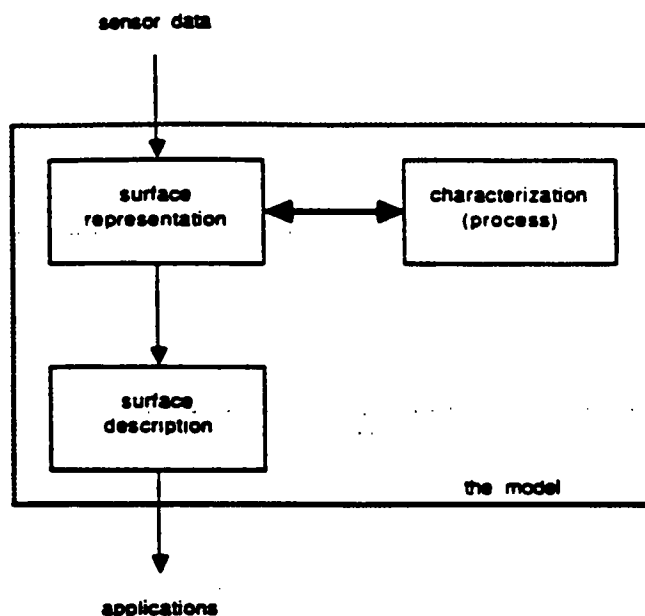 sensor data
surface
representation
characterization
(process)
surface
description
the model
applications